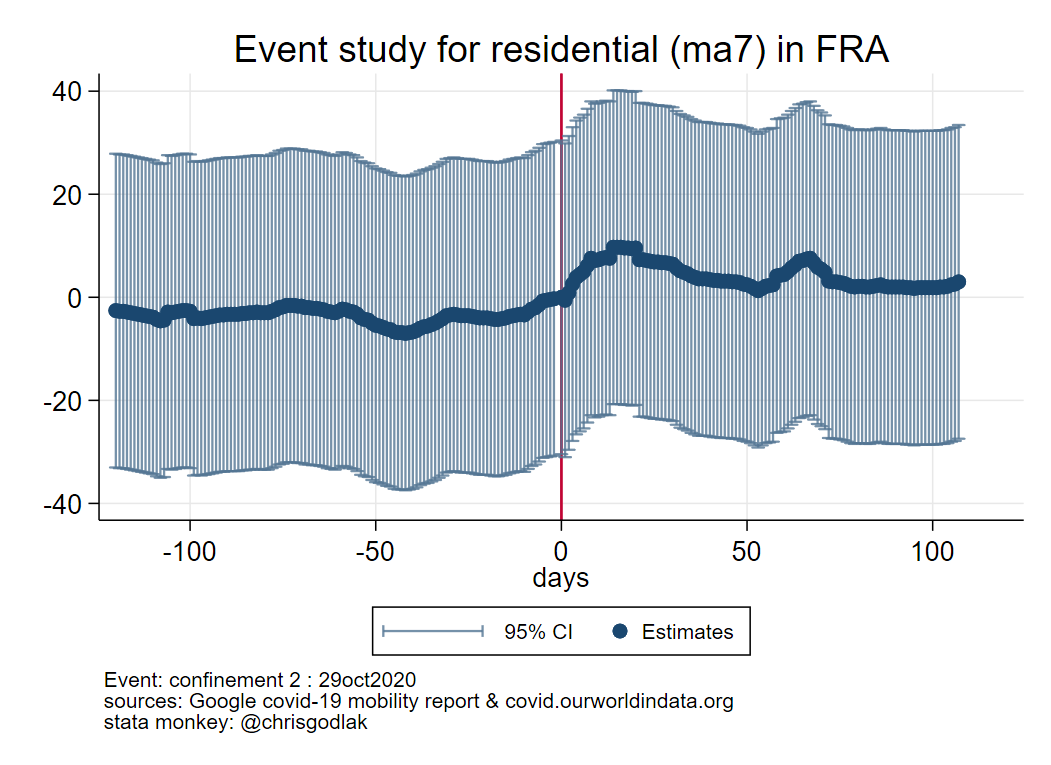 Event study for residential (ma7) in FRA
40
20
0
-20
-40
-100 -50 0 50 100
days
95% CI Estimates
Event: confinement 2 : 29oct2020
sources: Google covid-19 mobility report & covid.ourworldindata.org
stata monkey: @chrisgodlak